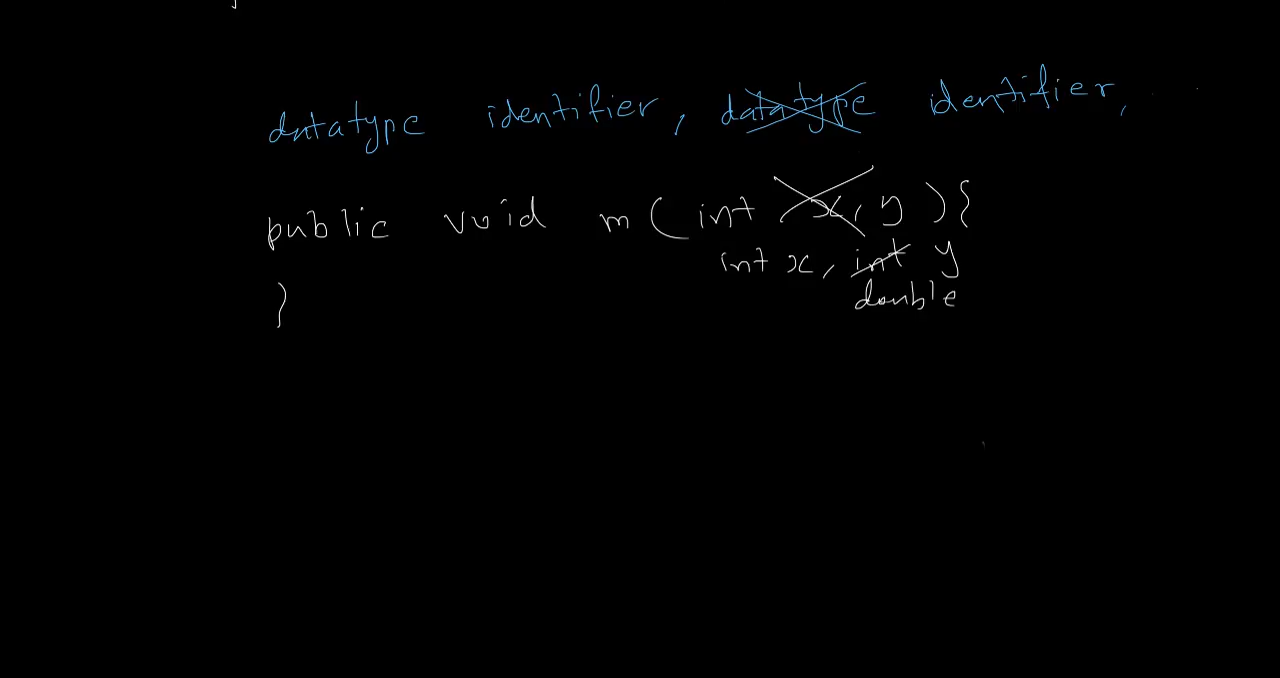 datatype identifier, datatype identifier, ...
public void m (int x, y ) {
int x, int y
double
}